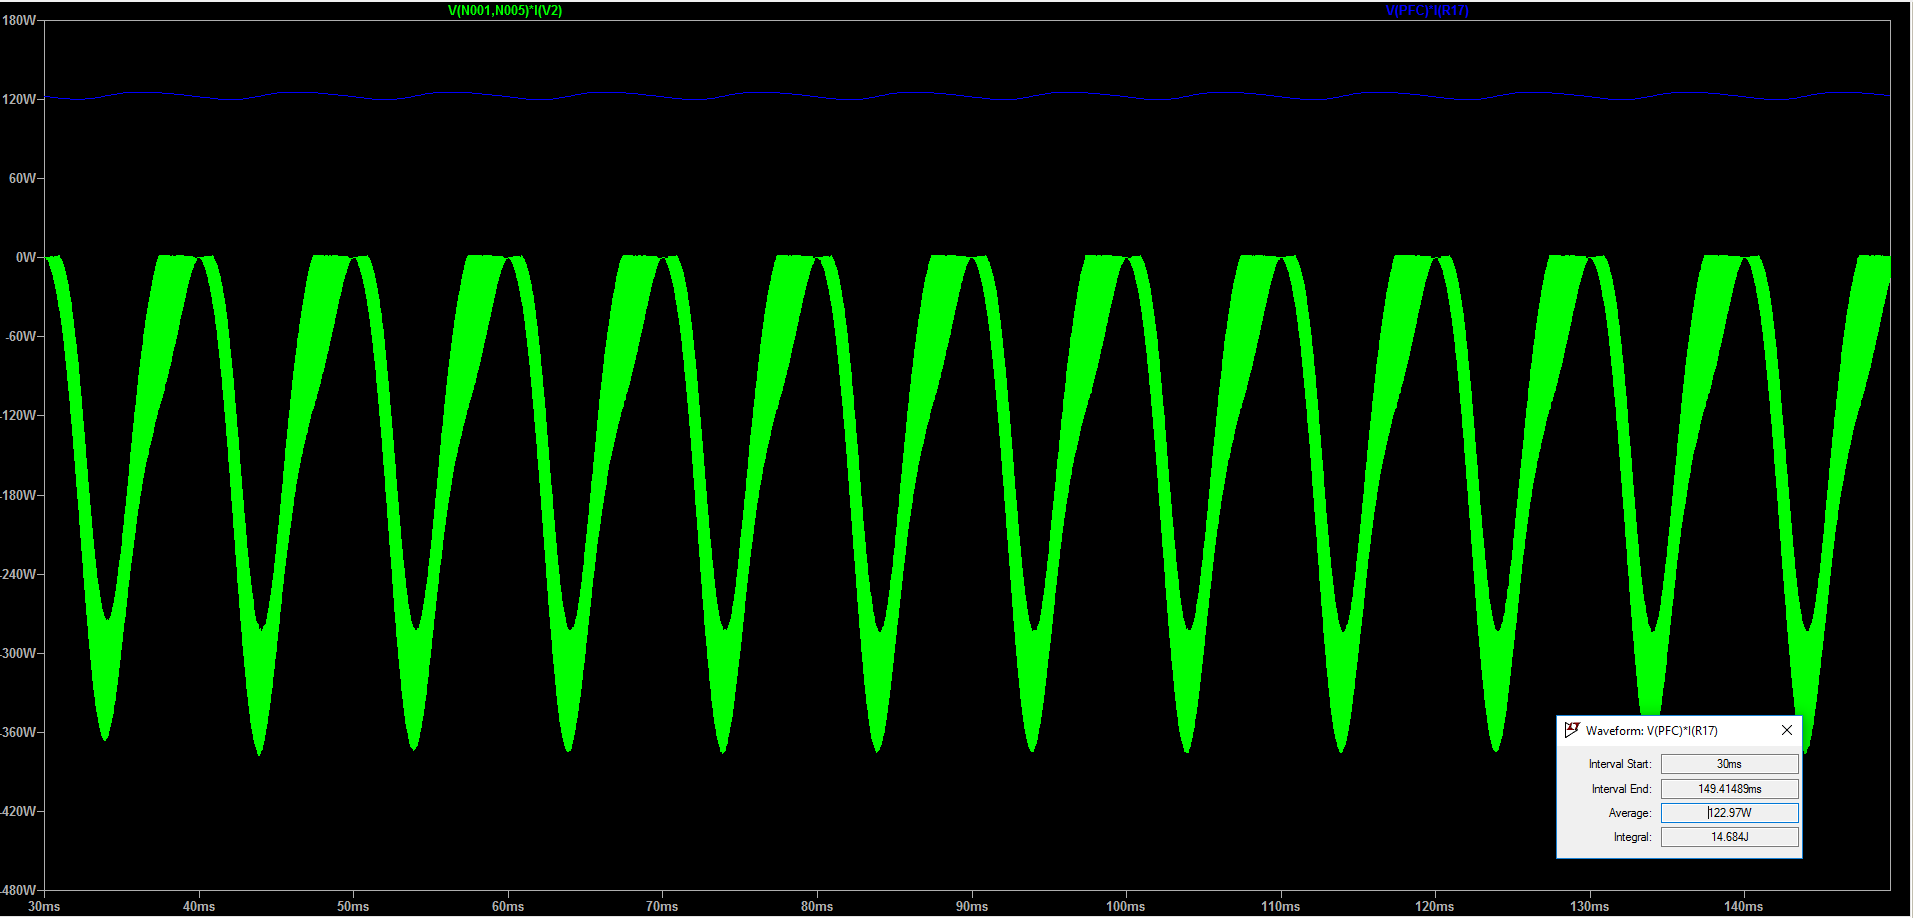 V(N001,N005)*I(V2)
V(PFC)*I(R17)
180W
120W
60W
0W
-60W
-120W
-180W
-240W
-300W
-360W
-420W
-480W
30ms 40ms 50ms 60ms 70ms 80ms 90ms 100ms 110ms 120ms 130ms 140ms
Waveform: V(PFC)*I(R17)
Interval Start: 30ms
Interval End: 149.41489ms
Average: 122.97W
Integral: 14.684J